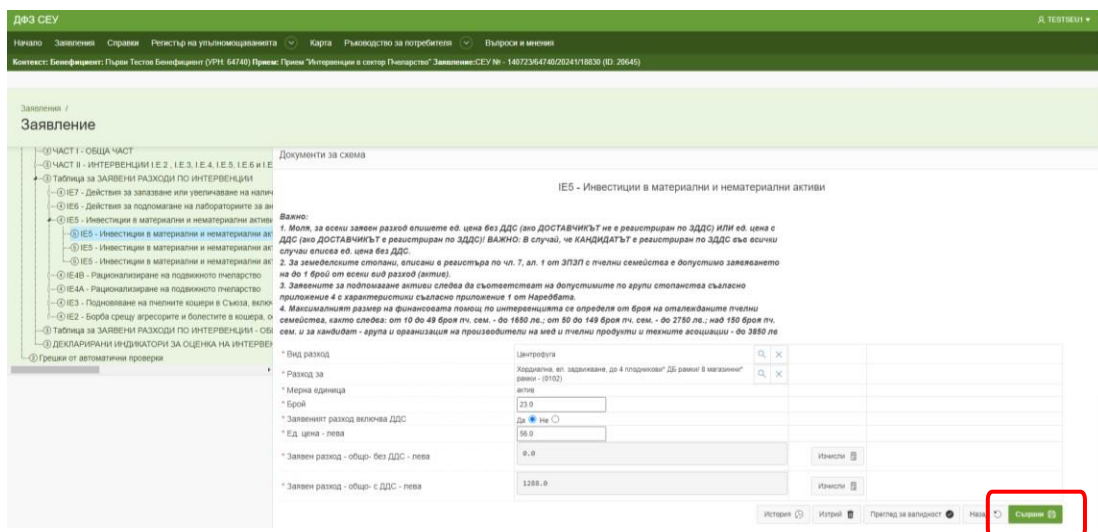 ДФЗ СЕУ
TESTSEU1
Начало Заявления Справки Регистър на упълномощаванията Карта Ръководство за потребителя Въпроси и мнения
Контекст: Бенефициент: Първи Тестов Бенефициент (УРН: 64740) Прием: Прием "Интервенции в сектор Пчеларство" Заявление:СЕУ № - 140723/64740/20241/18830 (ID: 20645)
Заявления /
Заявление
③ ЧАСТ I - ОБЩА ЧАСТ
③ ЧАСТ II - ИНТЕРВЕНЦИИ I.E.2 , I.E.3, I.E.4, I.E.5, I.E.6 и I.E
③ Таблица за ЗАЯВЕНИ РАЗХОДИ ПО ИНТЕРВЕНЦИИ
④ IE7 - Действия за запазване или увеличаване на налич
④ IE6 - Действия за подпомагане на лабораториите за ан
④ IE5 - Инвестиции в материални и нематериални активи
⑤ IE5 - Инвестиции в материални и нематериални ак
⑤ IE5 - Инвестиции в материални и нематериални ак
⑤ IE5 - Инвестиции в материални и нематериални ак
④ IE4B - Рационализиране на подвижното пчеларство
④ IE4A - Рационализиране на подвижното пчеларство
④ IE3 - Подновяване на пчелните кошери в Съюза, вклю
④ IE2 - Борба срещу агресорите и болестите в кошера, о
③ Таблица за ЗАЯВЕНИ РАЗХОДИ ПО ИНТЕРВЕНЦИИ - ОБ
③ ДЕКЛАРИРАНИ ИНДИКАТОРИ ЗА ОЦЕНКА НА ИНТЕРВЕ
② Грешки от автоматични проверки
Документи за схема
IE5 - Инвестиции в материални и нематериални активи
Важно:
1. Моля, за всеки заявен разход впишете ед. цена без ДДС (ако ДОСТАВЧИКЪТ не е регистриран по ЗДДС) ИЛИ ед. цена с
ДДС (ако ДОСТАВЧИКЪТ е регистриран по ЗДДС)! ВАЖНО: В случай, че КАНДИДАТЪТ е регистриран по ЗДДС във всички
случаи вписва ед. цена без ДДС.
2. За земеделските стопани, вписани в регистъра по чл. 7, ал. 1 от ЗПЗП с пчелни семейства е допустимо заявяването
на до 1 брой от всеки вид разход (актив).
3. Заявените за подпомагане активи следва да съответстват на допустимите по групи стопанства съгласно
приложение 4 с характеристики съгласно приложение 1 от Наредбата.
4. Максималният размер на финансовата помощ по интервенцията се определя от броя на отглежданите пчелни
семейства, както следва: от 10 до 49 броя пч. сем. - до 1650 лв.; от 50 до 149 броя пч. сем. - до 2750 лв.; над 150 броя пч.
сем. и за кандидат - група и организация на производители на мед и пчелни продукти и техните асоциации - до 3850 лв
* Вид разход Центрофуга
* Разход за Хордиална, ел. задвижване, до 4 плодникови* ДБ рамки/ 8 магазинни*
рамки - (0102)
* Мерна единица актив
* Брой 23.0
* Заявеният разход включва ДДС Да Не
* Ед. цена - лева 56.0
* Заявен разход - общо- без ДДС - лева 0.0 Изчисли
* Заявен разход - общо- с ДДС - лева 1288.0 Изчисли
История Изтрий Преглед за валидност Назад Съхрани